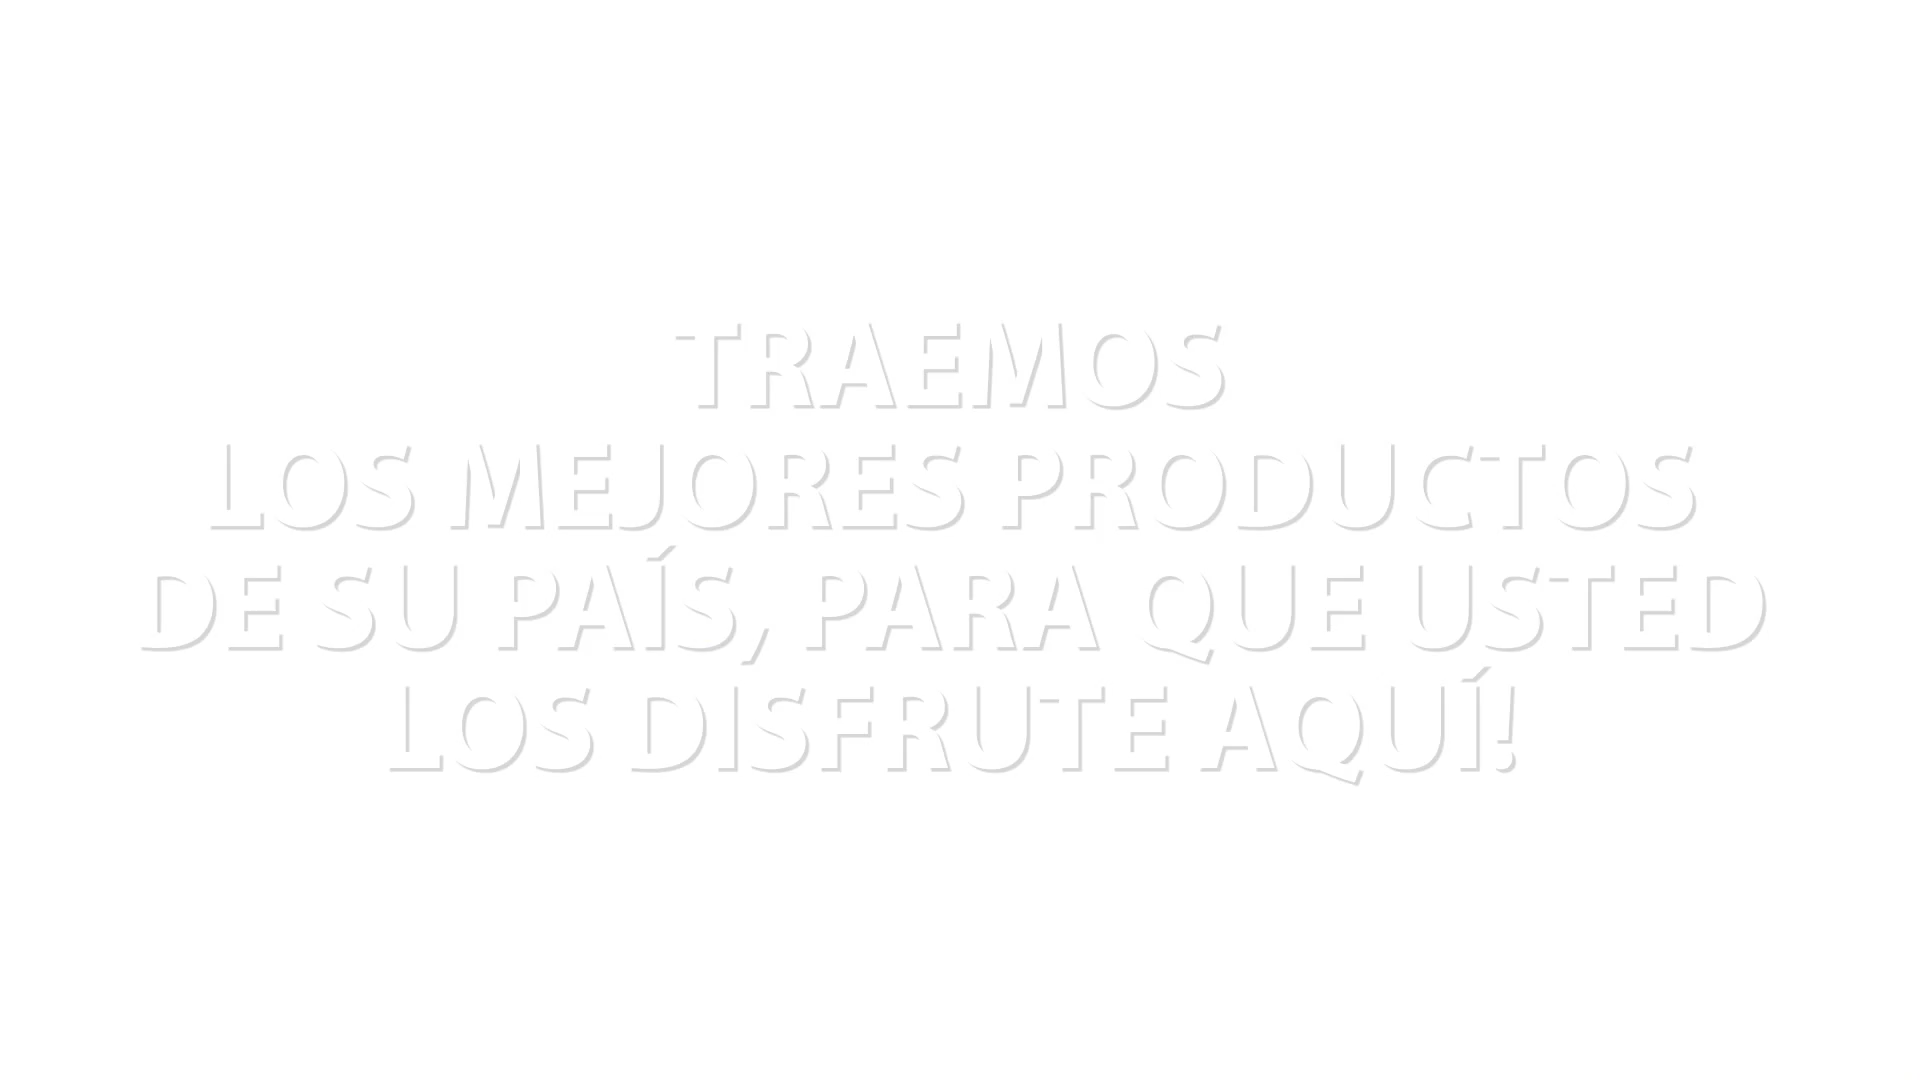 TRAEMOS
LOS MEJORES PRODUCTOS
DE SU PAÍS, PARA QUE USTED
LOS DISFRUTE AQUÍ!